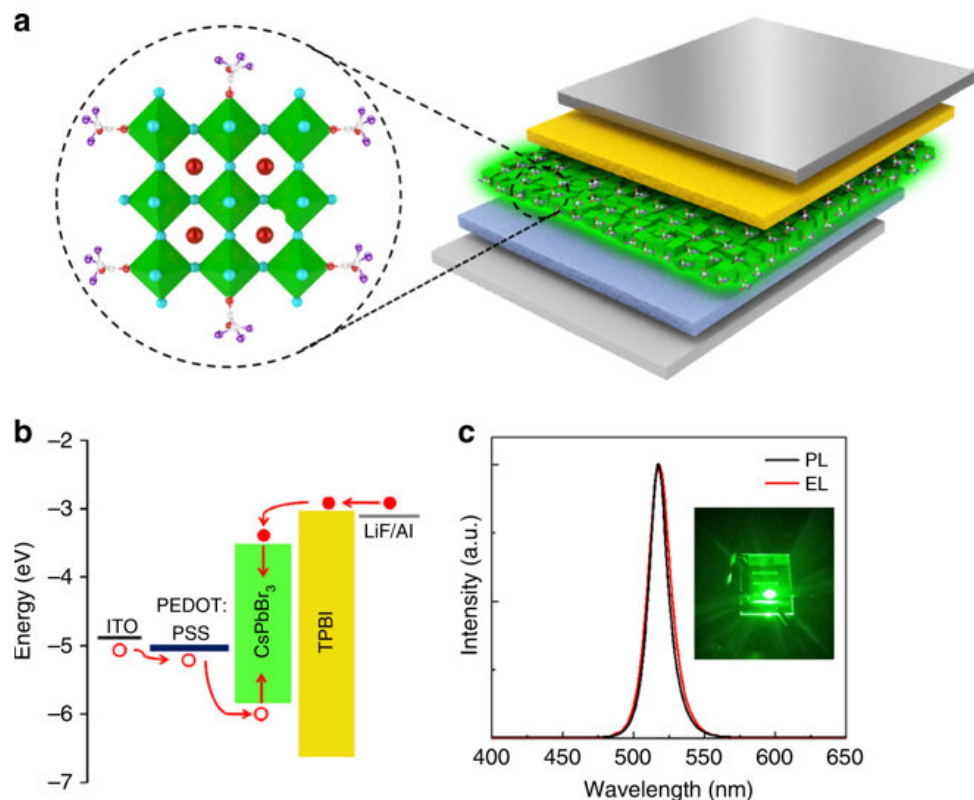 a
b
–2
–3
–4
–5
–6
–7
Energy (eV)
ITO
PEDOT:
PSS
CsPbBr3
TPBI
LiF/Al
c
PL
EL
Intensity (a.u.)
400 450 500 550 600 650
Wavelength (nm)